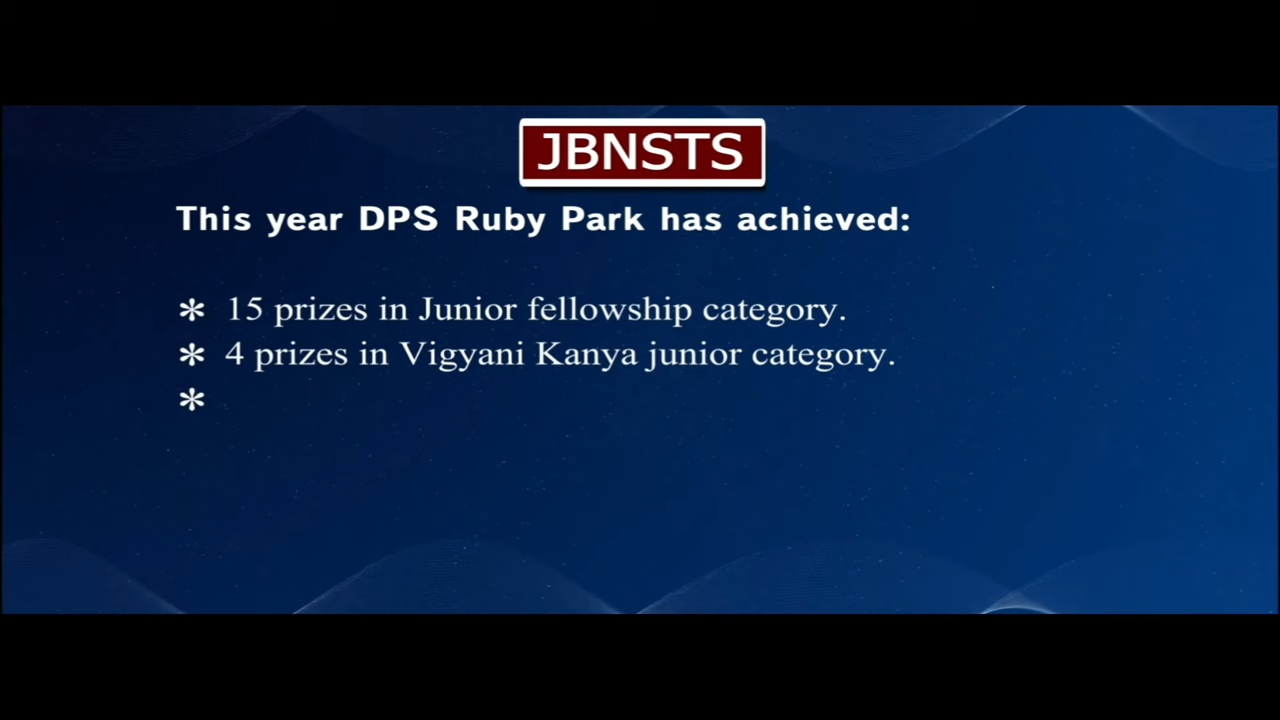 JBNSTS
This year DPS Ruby Park has achieved:
* 15 prizes in Junior fellowship category.
* 4 prizes in Vigyani Kanya junior category.
*